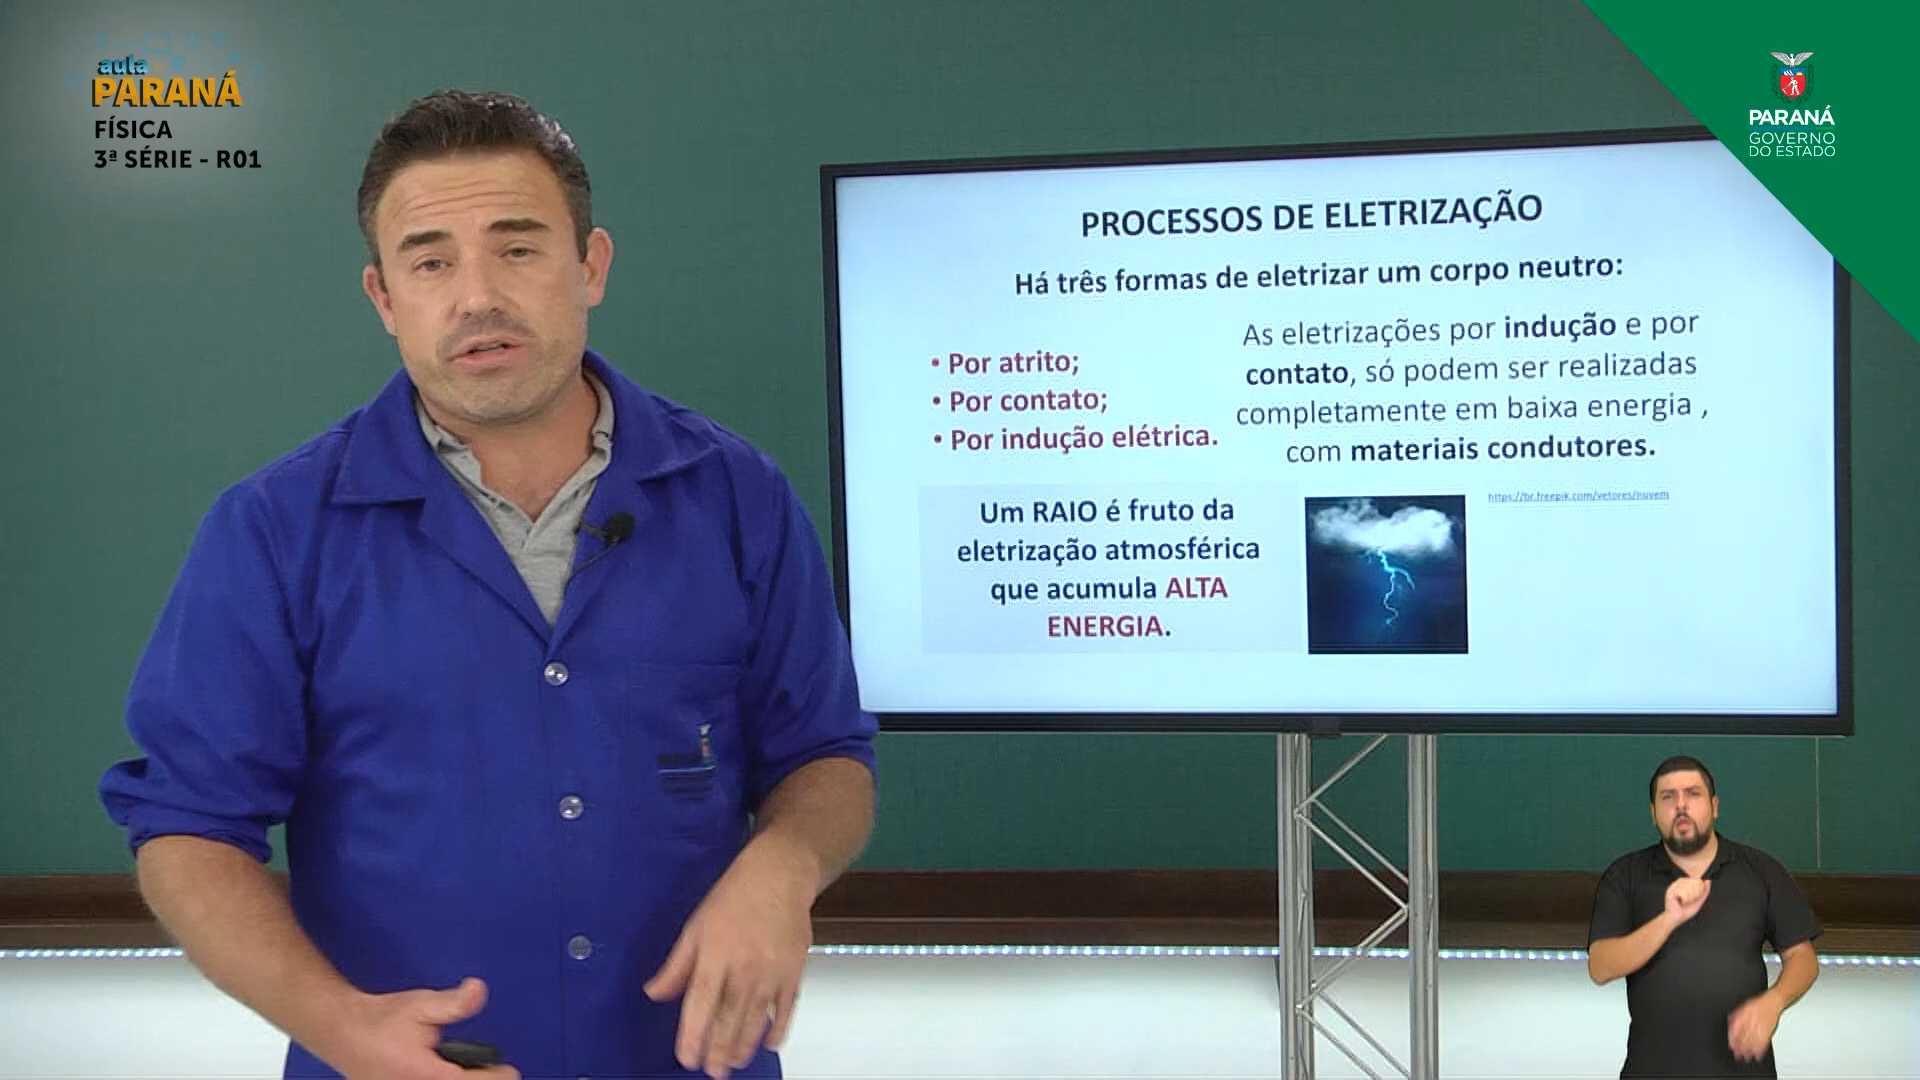 aula
PARANÁ
FÍSICA
3ª SÉRIE - R01
PARANÁ
GOVERNO
DO ESTADO
PROCESSOS DE ELETRIZAÇÃO
Há três formas de eletrizar um corpo neutro:
• Por atrito;
• Por contato;
• Por indução elétrica.
As eletrizações por indução e por
contato, só podem ser realizadas
completamente em baixa energia ,
com materiais condutores.
https://br.freepik.com/vetores/nuvem
Um RAIO é fruto da
eletrização atmosférica
que acumula ALTA
ENERGIA.